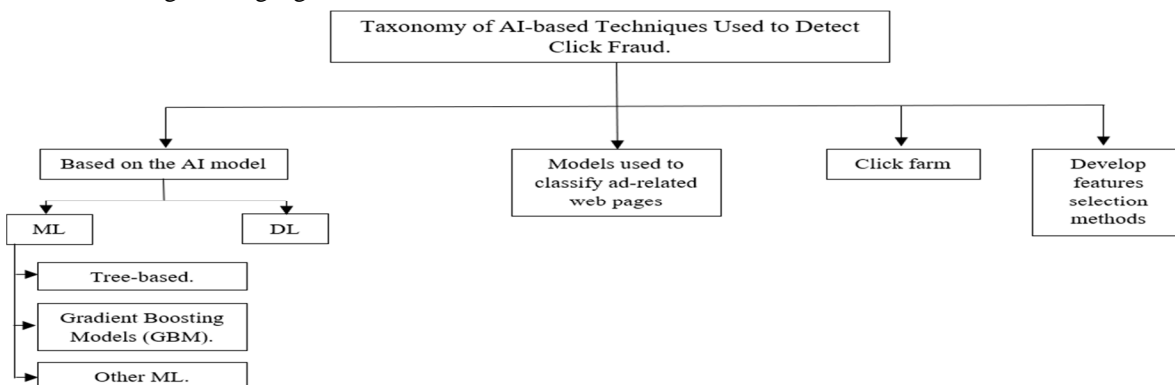 Taxonomy of AI-based Techniques Used to Detect
Click Fraud.
Based on the AI model
Models used to
classify ad-related
web pages
Click farm
Develop
features
selection
methods
ML
DL
Tree-based.
Gradient Boosting
Models (GBM).
Other ML.